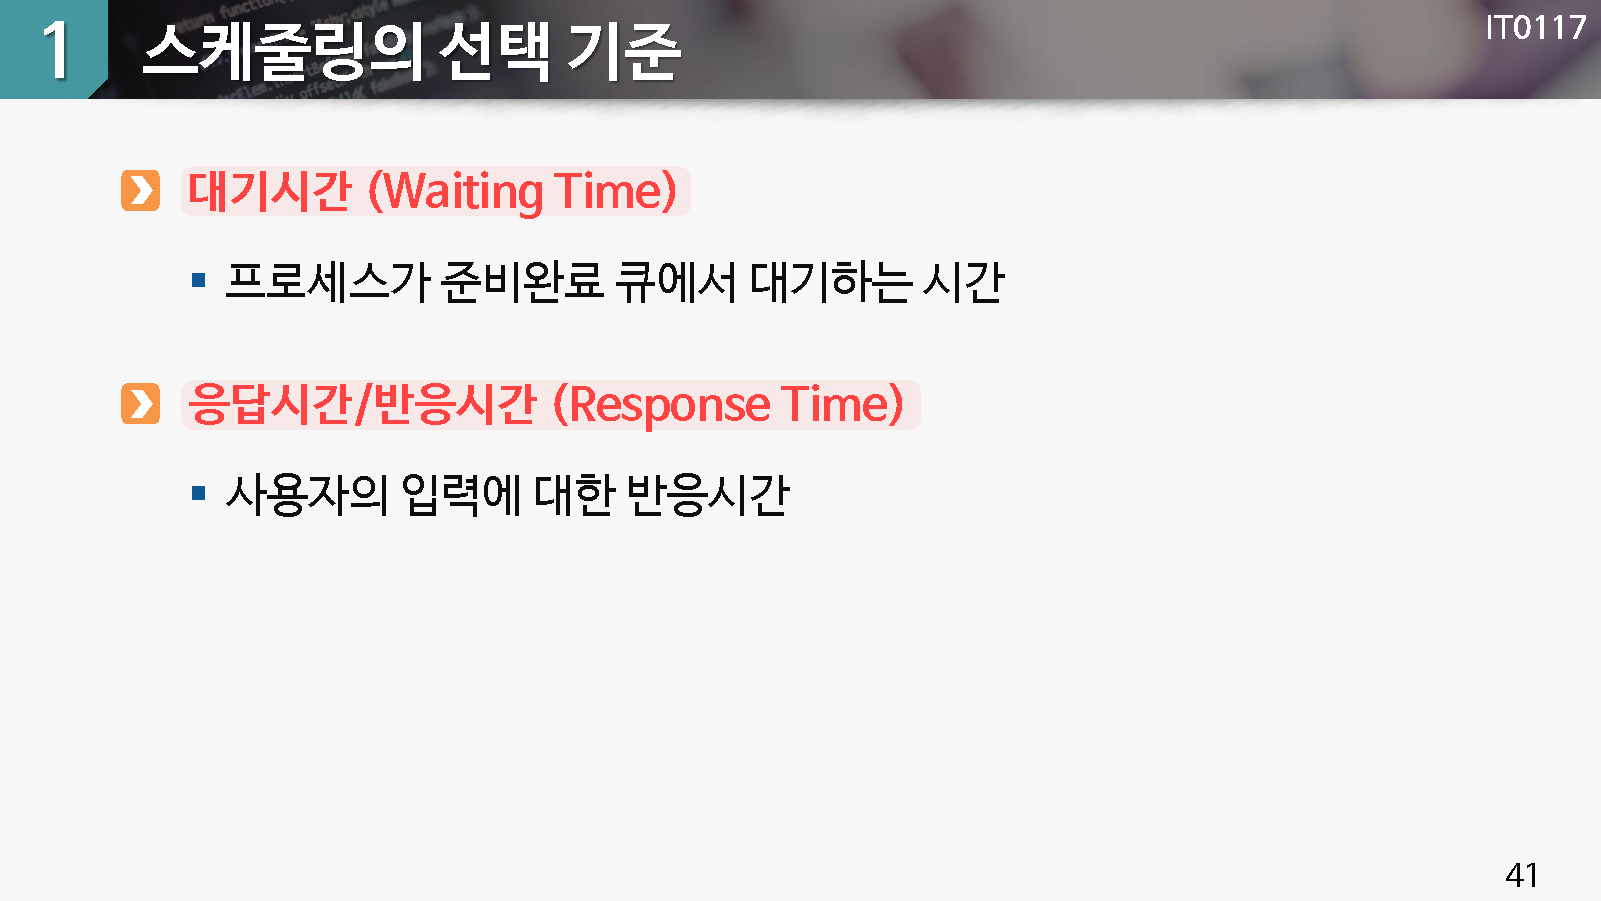 1 스케줄링의 선택 기준
IT0117
대기시간 (Waiting Time)
▪ 프로세스가 준비완료 큐에서 대기하는 시간
응답시간/반응시간 (Response Time)
▪ 사용자의 입력에 대한 반응시간
41